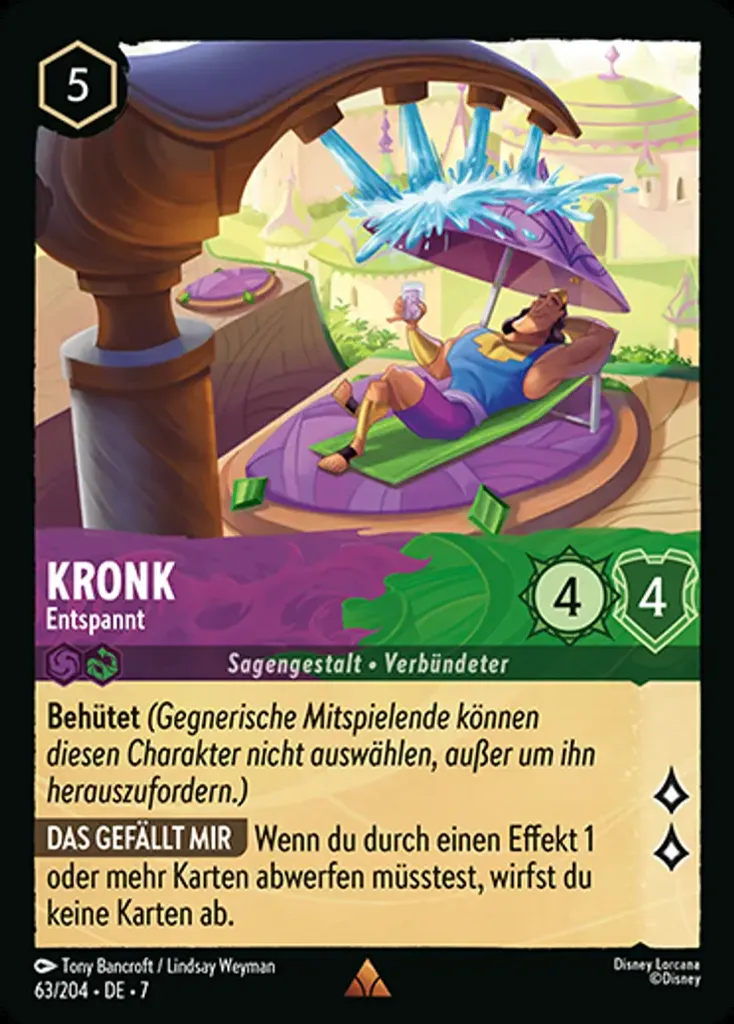 5
KRONK
Entspannt
4
4
Sagengestalt • Verbündeter
Behütet (Gegnerische Mitspielende können
diesen Charakter nicht auswählen, außer um ihn
herauszufordern.)
DAS GEFÄLLT MIR Wenn du durch einen Effekt 1
oder mehr Karten abwerfen müsstest, wirfst du
keine Karten ab.
Tony Bancroft / Lindsay Weyman
63/204 • DE • 7
Disney Lorcana
©Disney